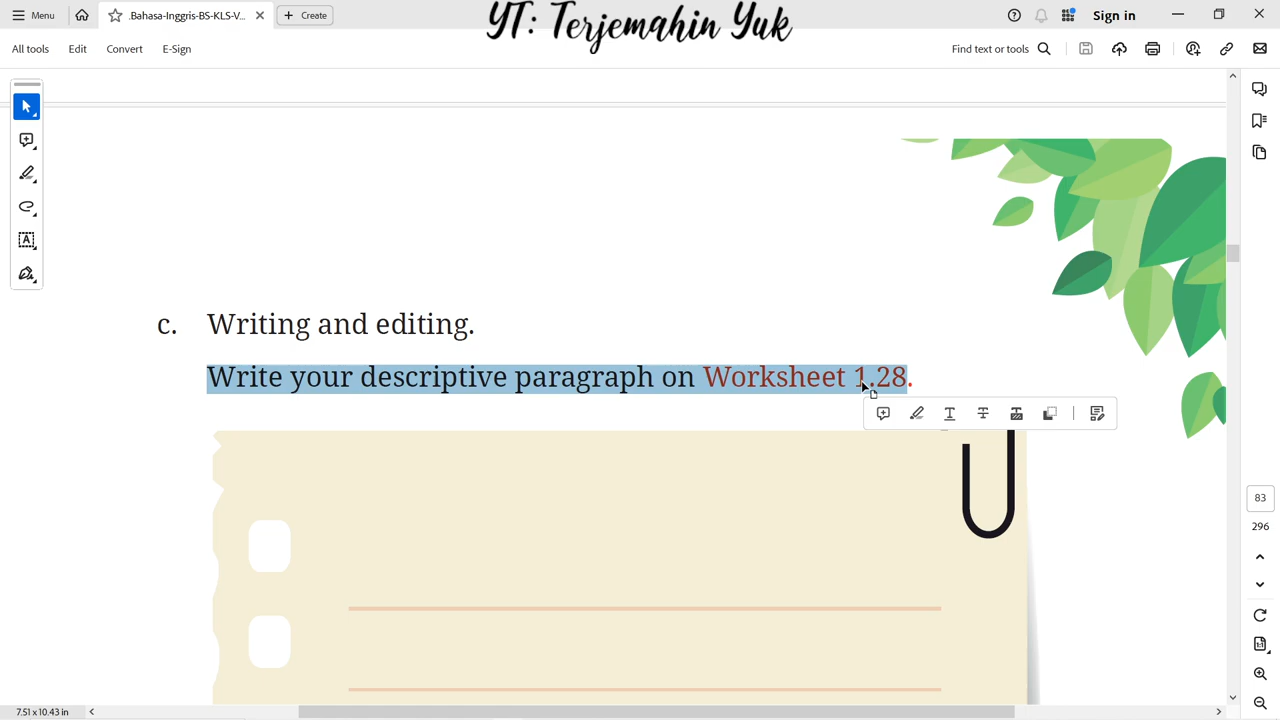 Menu
.Bahasa-Inggris-BS-KLS-V...
Create
YT: Terjemahin Yuk
Sign in
All tools
Edit
Convert
E-Sign
Find text or tools
c. Writing and editing.
Write your descriptive paragraph on Worksheet 1.28.
83
296
7.51 x 10.43 in